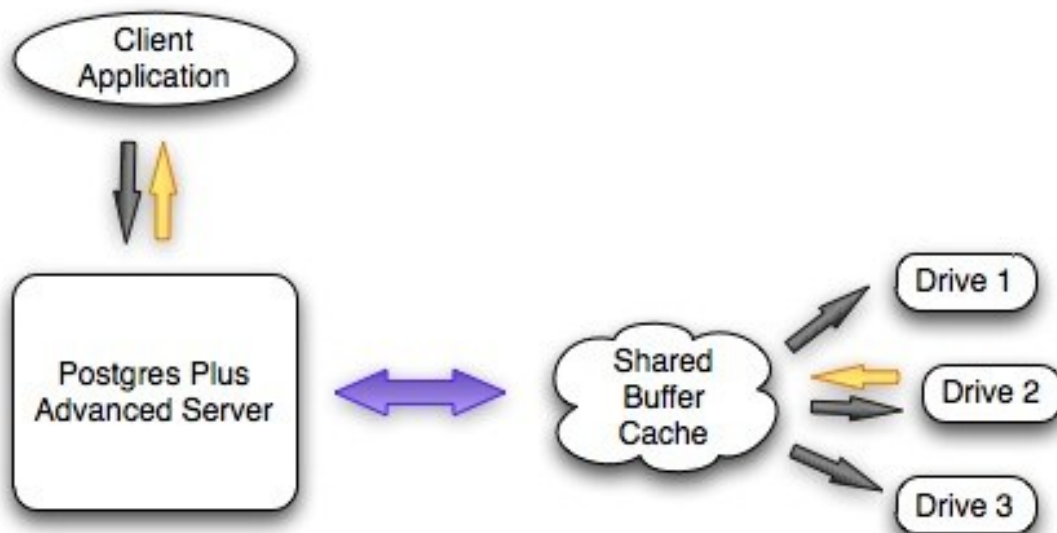 Client
Application
Postgres Plus
Advanced Server
Shared
Buffer
Cache
Drive 1
Drive 2
Drive 3